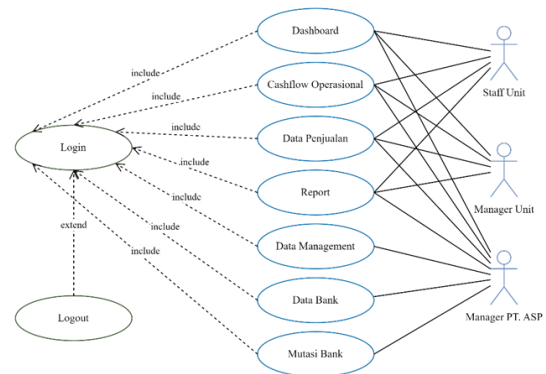 Dashboard
include
Cashflow Operasional
include
Staff Unit
Data Penjualan
include
Login
include
Report
include
Manager Unit
extend
include
Data Management
include
Data Bank
Logout
Manager PT. ASP
Mutasi Bank